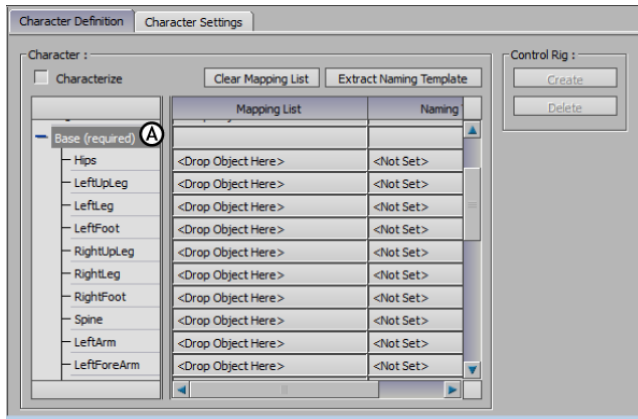 Character Definition Character Settings
Character : Control Rig :
Characterize Clear Mapping List Extract Naming Template Create
Mapping List Naming Delete
Base (required) A
Hips <Drop Object Here> <Not Set>
LeftUpLeg <Drop Object Here> <Not Set>
LeftLeg <Drop Object Here> <Not Set>
LeftFoot <Drop Object Here> <Not Set>
RightUpLeg <Drop Object Here> <Not Set>
RightLeg <Drop Object Here> <Not Set>
RightFoot <Drop Object Here> <Not Set>
Spine <Drop Object Here> <Not Set>
LeftArm <Drop Object Here> <Not Set>
LeftForeArm <Drop Object Here> <Not Set>